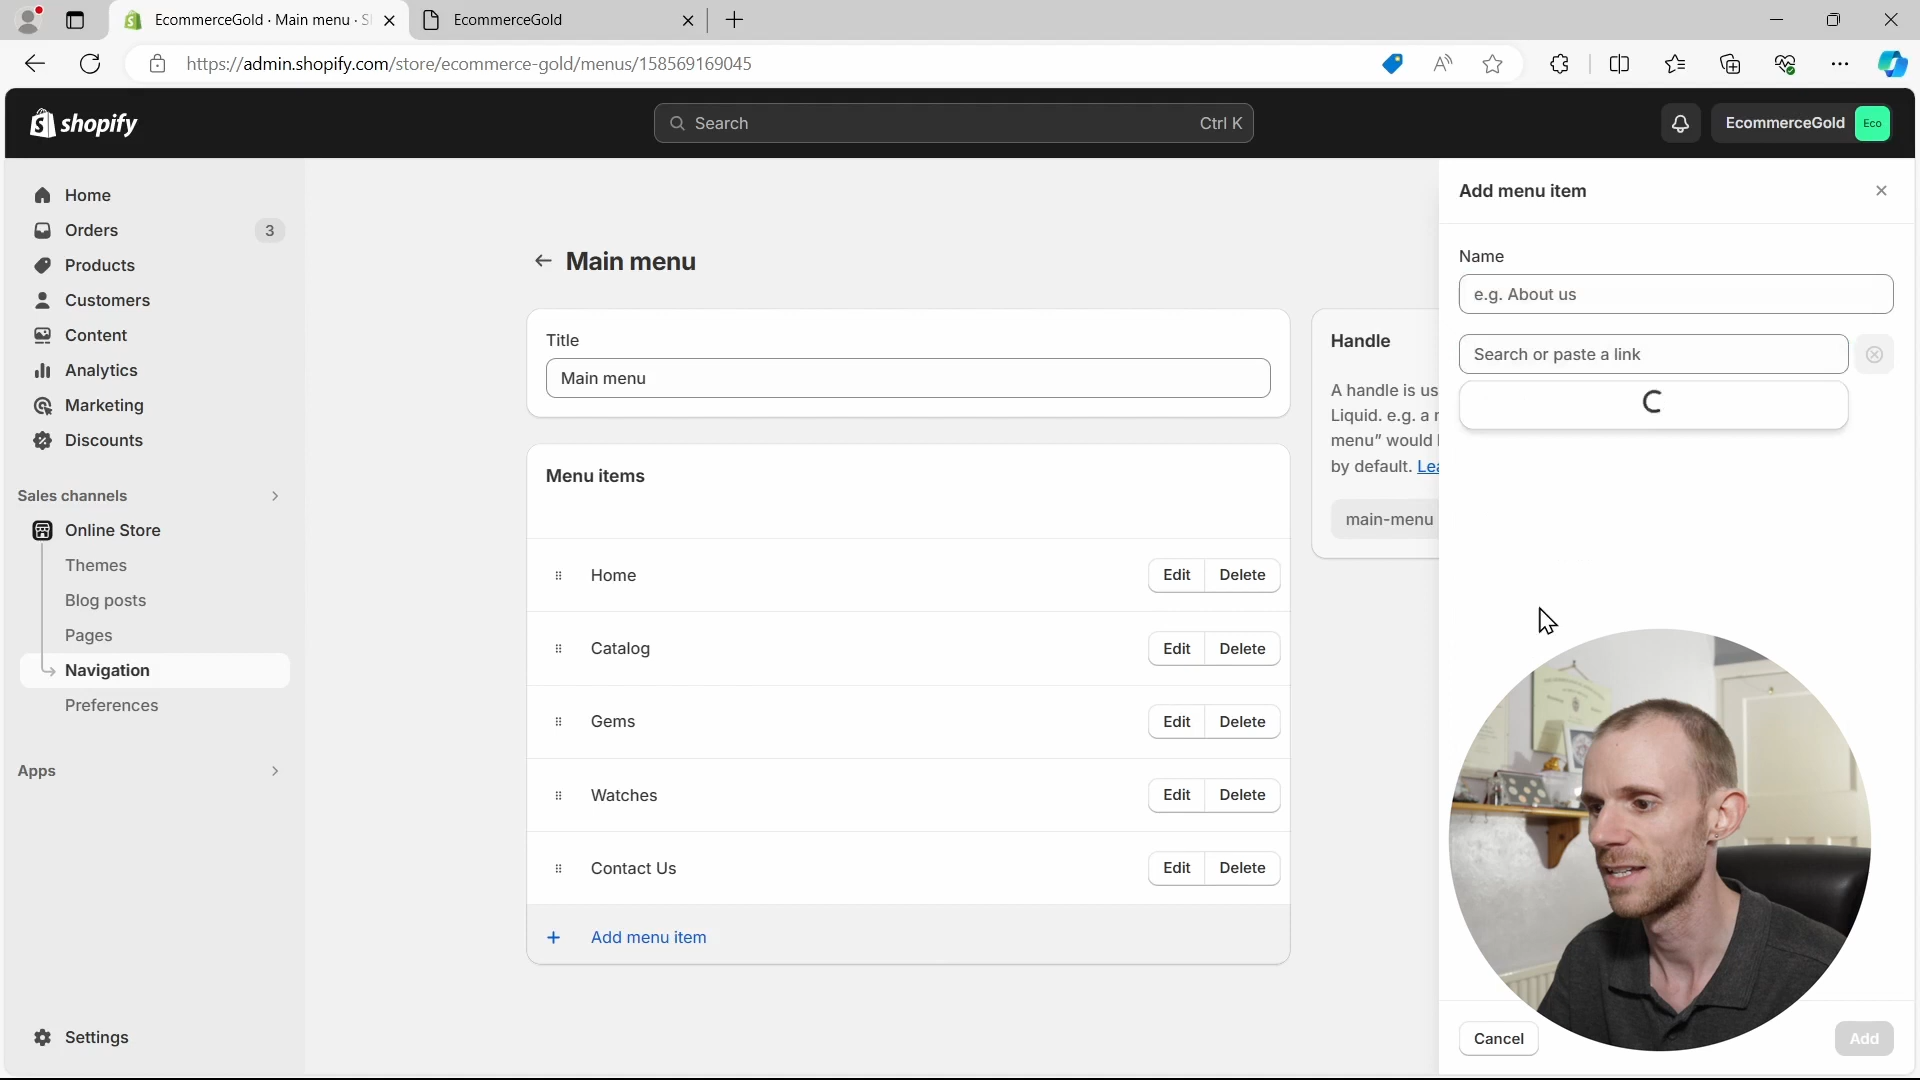 EcommerceGold · Main menu · S
EcommerceGold
https://admin.shopify.com/store/ecommerce-gold/menus/158569169045
shopify
Search
Ctrl K
EcommerceGold
Eco
Home
Orders
3
Products
Customers
Content
Analytics
Marketing
Discounts
Sales channels
Online Store
Themes
Blog posts
Pages
Navigation
Preferences
Apps
Settings
Main menu
Title
Main menu
Menu items
Home
Edit
Delete
Catalog
Edit
Delete
Gems
Edit
Delete
Watches
Edit
Delete
Contact Us
Edit
Delete
Add menu item
Handle
A handle is us
Liquid. e.g. a
menu” would
by default. Lea
main-menu
Add menu item
Name
e.g. About us
Search or paste a link
Cancel
Add